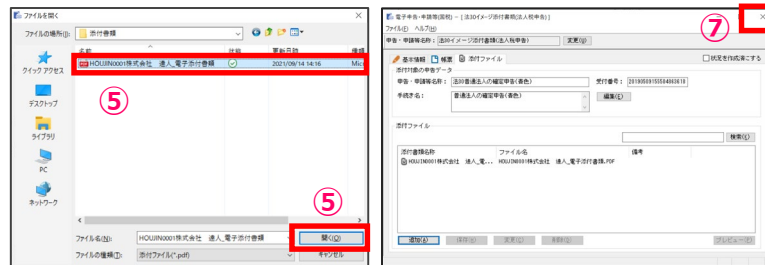 ファイルを開く
ファイルの場所(I):
添付書類
名前
状態
更新日時
種類
HOUJIN0001株式会社 達人_電子添付書類
2021/09/14 14:16
Micr
クイック アクセス
⑤
デスクトップ
ライブラリ
PC
ネットワーク
⑤
ファイル名(N):
HOUJIN0001株式会社 達人_電子添付書類
開く(O)
ファイルの種類(T):
添付ファイル(*.pdf)
キャンセル
電子申告・申請等(国税) - [ 法30イメージ添付書類(法人税申告) ]
⑦
ファイル(F) ヘルプ(H)
申告・申請等名称:
法30イメージ添付書類(法人税申告)
変更(g)
基本情報
帳票
添付ファイル
状況を作成済にする
添付対象の申告データ
申告・申請等名称:
法30普通法人の確定申告(青色)
受付番号:
手続き名:
普通法人の確定申告(青色)
編集(E)
添付ファイル
検索(L)
添付書類名称
ファイル名
備考
HOUJIN0001株式会社 達人_電...
HOUJIN0001株式会社 達人_電子添付書類.PDF
追加(A)
保存(s)
変更(C)
削除(D)
プレビュー(Z)